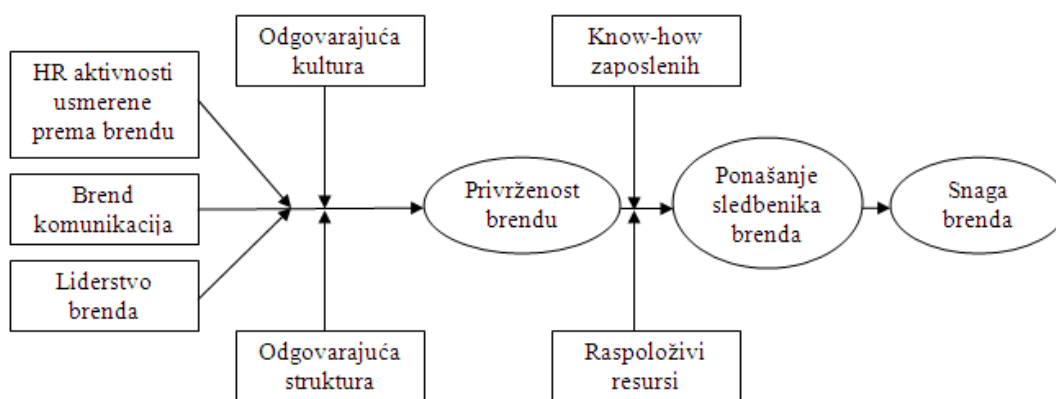 HR aktivnosti
usmerene
prema brendu
Brend
komunikacija
Liderstvo
brenda
Odgovarajuća
kultura
Odgovarajuća
struktura
Privrženost
brendu
Know-how
zaposlenih
Raspoloživi
resursi
Ponašanje
sledbenika
brenda
Snaga
brenda